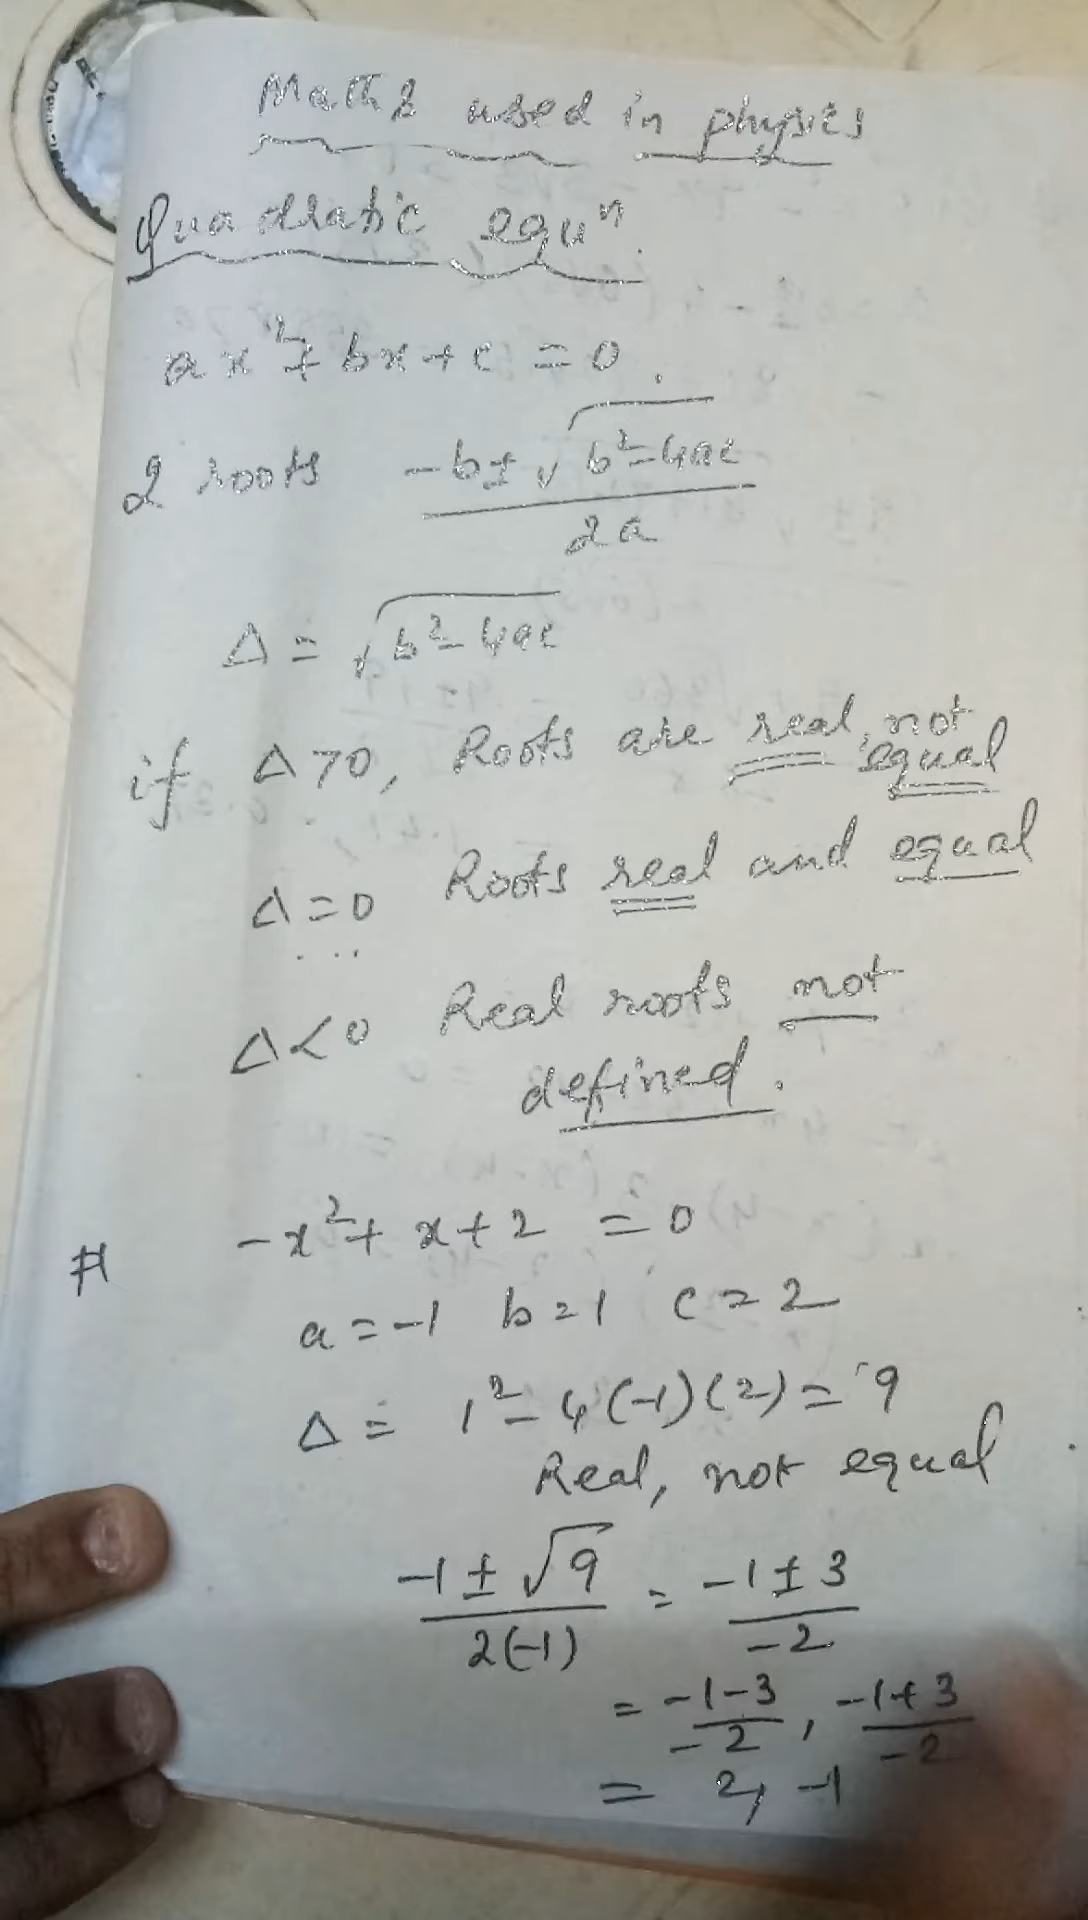 Maths used in physics
Quadratic equⁿ.
ax² + bx + c = 0.
2 roots -b ± √b²-4ac / 2a
Δ = √b²-4ac
if Δ>0, Roots are real, not equal
Δ=0 Roots real and equal
Δ<0 Real roots not
defined.
# -x² + x + 2 = 0
a = -1 b = 1 c = 2
Δ = 1² - 4(-1)(2) = 9
Real, not equal
-1 ± √9 / 2(-1) = -1 ± 3 / -2
= -1-3 / -2, -1+3 / -2
= 2, -1